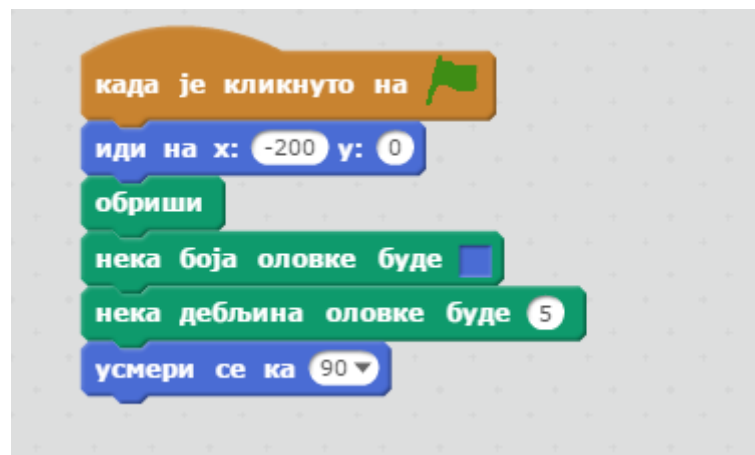 када је кликнуто на
иди на x: -200 y: 0
обриши
нека боја оловке буде
нека дебљина оловке буде 5
усмери се ка 90